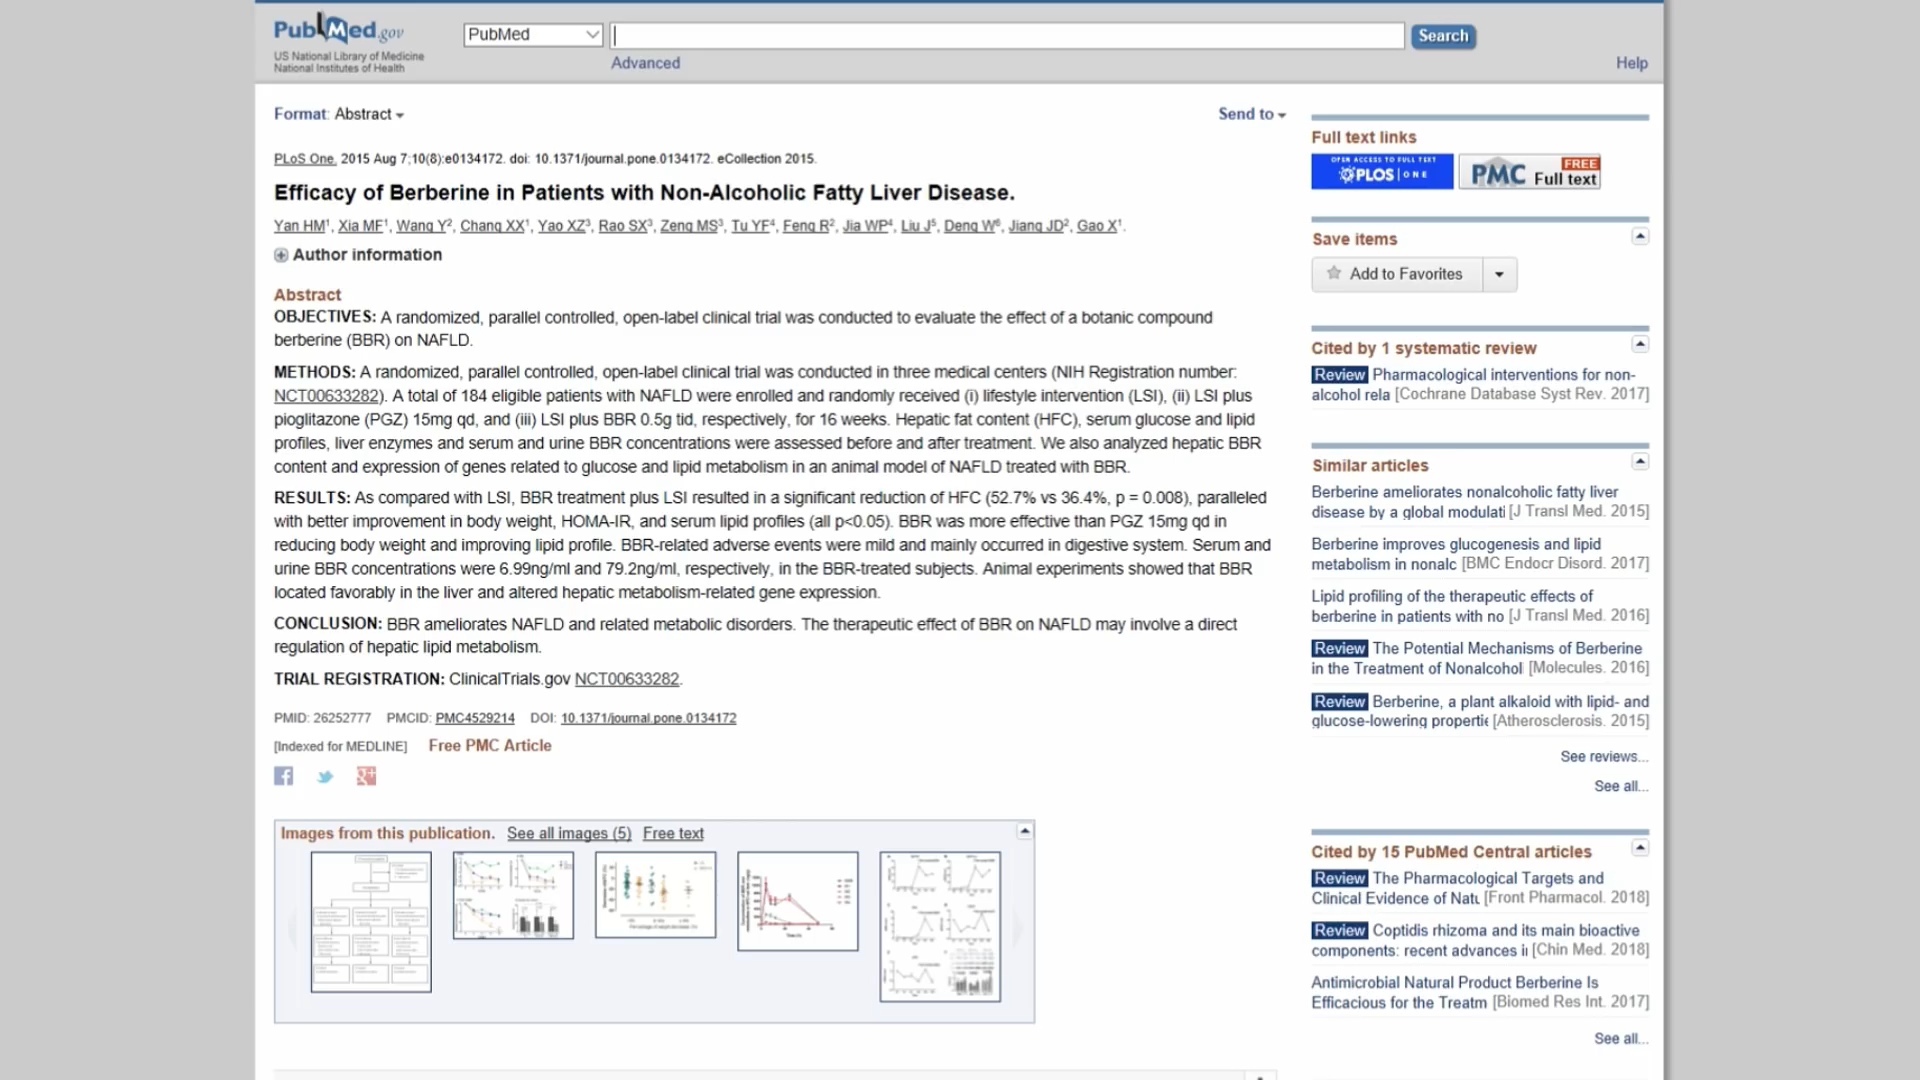 PubMed.gov
US National Library of Medicine
National Institutes of Health
PubMed
Search
Advanced
Help
Format: Abstract
Send to
PLoS One. 2015 Aug 7;10(8):e0134172. doi: 10.1371/journal.pone.0134172. eCollection 2015.
Efficacy of Berberine in Patients with Non-Alcoholic Fatty Liver Disease.
Yan HM1, Xia MF1, Wang Y2, Chang XX1, Yao XZ3, Rao SX3, Zeng MS3, Tu YF4, Feng R2, Jia WP4, Liu J5, Deng W6, Jiang JD2, Gao X1.
Author information
Abstract
OBJECTIVES: A randomized, parallel controlled, open-label clinical trial was conducted to evaluate the effect of a botanic compound
berberine (BBR) on NAFLD.
METHODS: A randomized, parallel controlled, open-label clinical trial was conducted in three medical centers (NIH Registration number:
NCT00633282). A total of 184 eligible patients with NAFLD were enrolled and randomly received (i) lifestyle intervention (LSI), (ii) LSI plus
pioglitazone (PGZ) 15mg qd, and (iii) LSI plus BBR 0.5g tid, respectively, for 16 weeks. Hepatic fat content (HFC), serum glucose and lipid
profiles, liver enzymes and serum and urine BBR concentrations were assessed before and after treatment. We also analyzed hepatic BBR
content and expression of genes related to glucose and lipid metabolism in an animal model of NAFLD treated with BBR.
RESULTS: As compared with LSI, BBR treatment plus LSI resulted in a significant reduction of HFC (52.7% vs 36.4%, p = 0.008), paralleled
with better improvement in body weight, HOMA-IR, and serum lipid profiles (all p<0.05). BBR was more effective than PGZ 15mg qd in
reducing body weight and improving lipid profile. BBR-related adverse events were mild and mainly occurred in digestive system. Serum and
urine BBR concentrations were 6.99ng/ml and 79.2ng/ml, respectively, in the BBR-treated subjects. Animal experiments showed that BBR
located favorably in the liver and altered hepatic metabolism-related gene expression.
CONCLUSION: BBR ameliorates NAFLD and related metabolic disorders. The therapeutic effect of BBR on NAFLD may involve a direct
regulation of hepatic lipid metabolism.
TRIAL REGISTRATION: ClinicalTrials.gov NCT00633282.
PMID: 26252777 PMCID: PMC4529214 DOI: 10.1371/journal.pone.0134172
[Indexed for MEDLINE] Free PMC Article
Images from this publication. See all images (5) Free text
Full text links
OPEN ACCESS TO FULL TEXT
PLOS | ONE
PMC FREE Full text
Save items
Add to Favorites
Cited by 1 systematic review
Review Pharmacological interventions for non-
alcohol rela [Cochrane Database Syst Rev. 2017]
Similar articles
Berberine ameliorates nonalcoholic fatty liver
disease by a global modulati [J Transl Med. 2015]
Berberine improves glucogenesis and lipid
metabolism in nonalc [BMC Endocr Disord. 2017]
Lipid profiling of the therapeutic effects of
berberine in patients with no [J Transl Med. 2016]
Review The Potential Mechanisms of Berberine
in the Treatment of Nonalcohol [Molecules. 2016]
Review Berberine, a plant alkaloid with lipid- and
glucose-lowering properti [Atherosclerosis. 2015]
See reviews...
See all...
Cited by 15 PubMed Central articles
Review The Pharmacological Targets and
Clinical Evidence of Natu [Front Pharmacol. 2018]
Review Coptidis rhizoma and its main bioactive
components: recent advances i [Chin Med. 2018]
Antimicrobial Natural Product Berberine Is
Efficacious for the Treatm [Biomed Res Int. 2017]
See all...